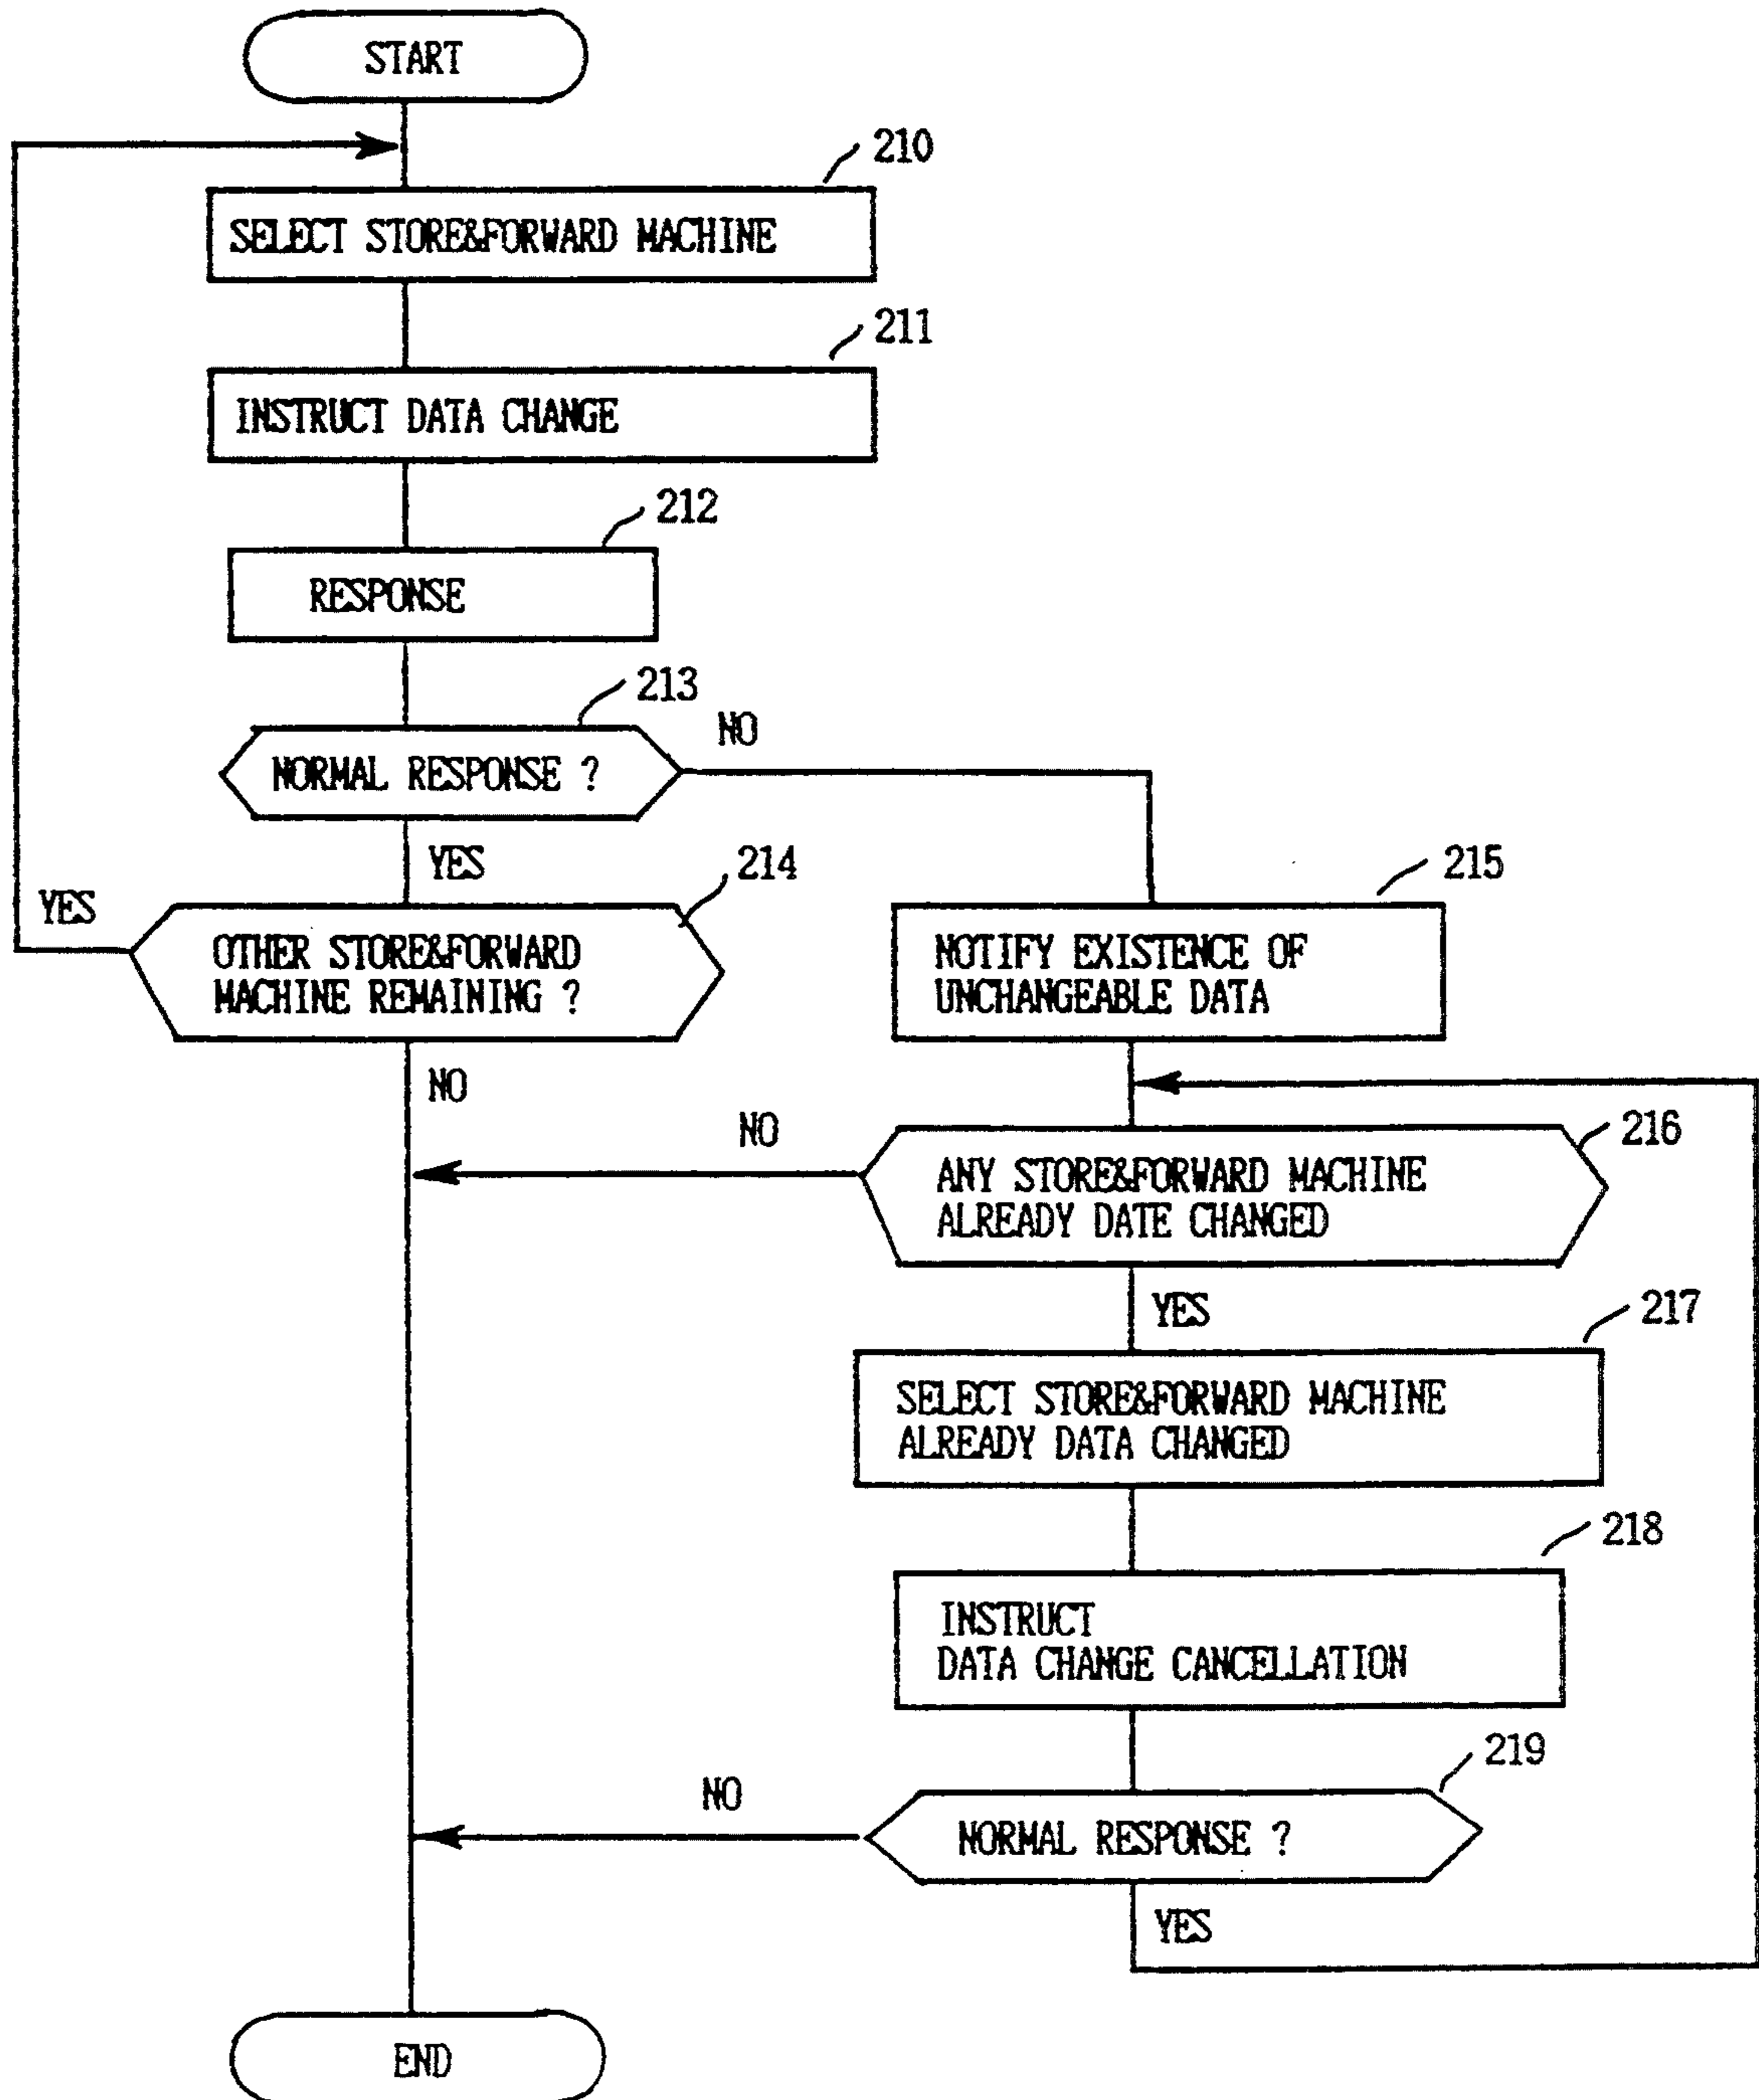 START
210
SELECT STORE&FORWARD MACHINE
211
INSTRUCT DATA CHANGE
212
RESPONSE
213
NORMAL RESPONSE ?
NO
YES
214
YES
OTHER STORE&FORWARD
MACHINE REMAINING ?
NO
215
NOTIFY EXISTENCE OF
UNCHANGEABLE DATA
216
NO
ANY STORE&FORWARD MACHINE
ALREADY DATE CHANGED
YES
217
SELECT STORE&FORWARD MACHINE
ALREADY DATA CHANGED
218
INSTRUCT
DATA CHANGE CANCELLATION
219
NO
NORMAL RESPONSE ?
YES
END